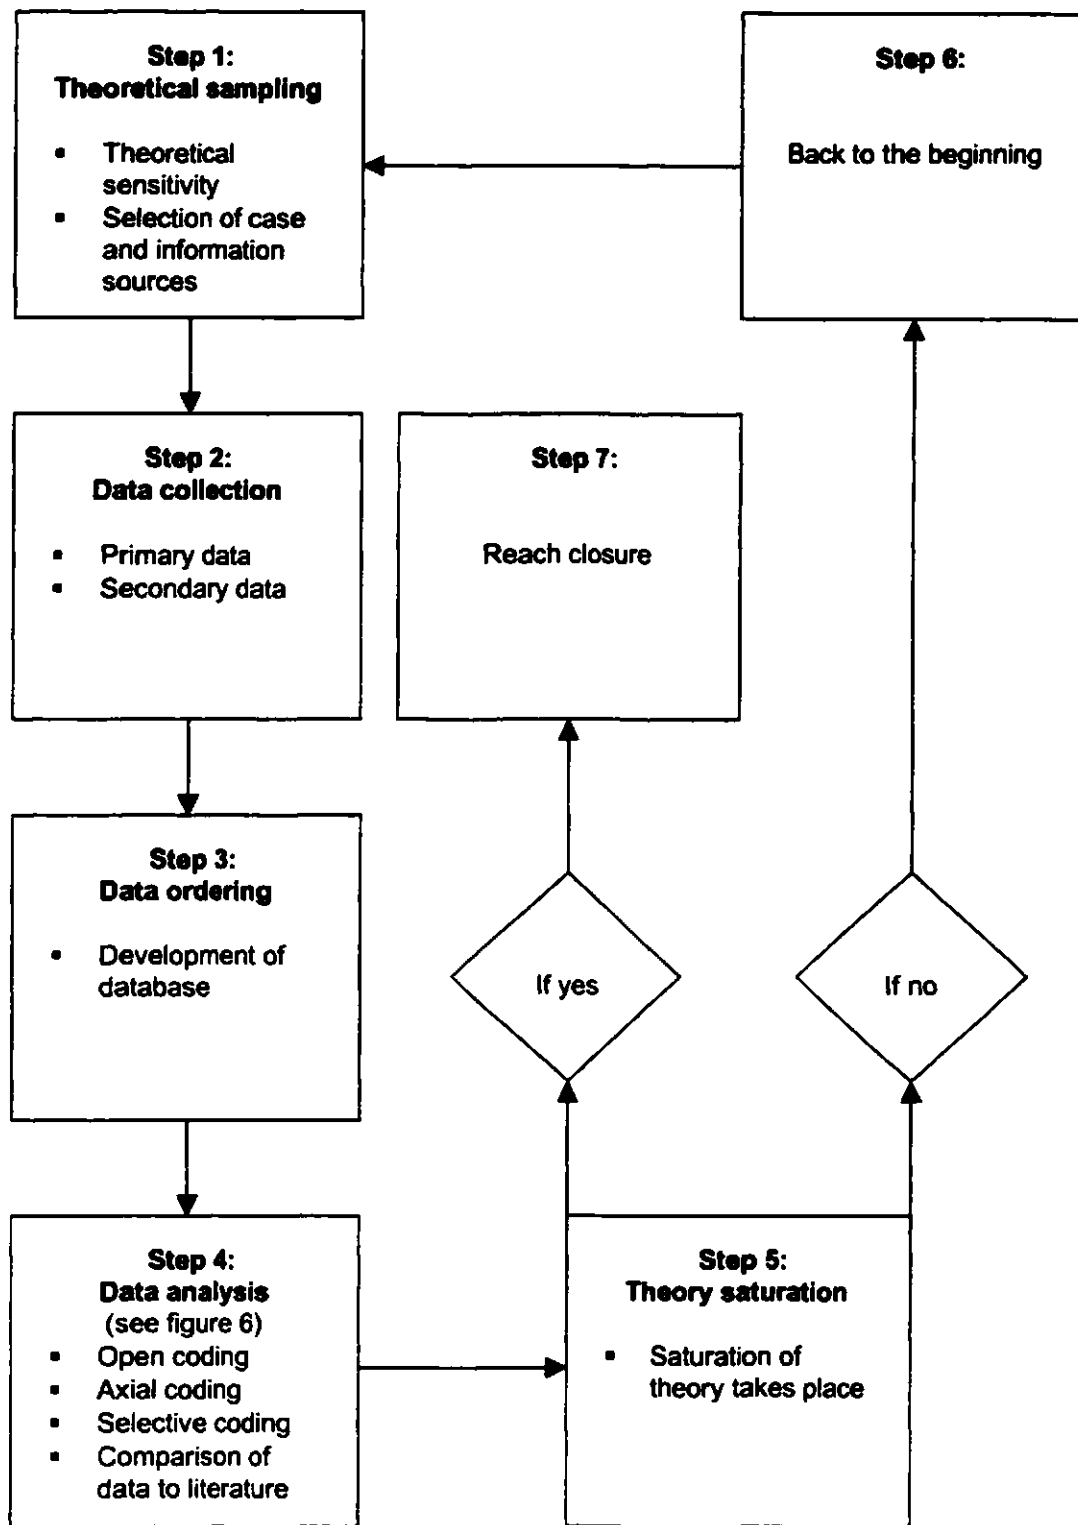 Step 1:
Theoretical sampling
▪ Theoretical
sensitivity
▪ Selection of case
and information
sources
Step 6:
Back to the beginning
Step 2:
Data collection
▪ Primary data
▪ Secondary data
Step 7:
Reach closure
Step 3:
Data ordering
▪ Development of
database
If yes
If no
Step 4:
Data analysis
(see figure 6)
▪ Open coding
▪ Axial coding
▪ Selective coding
▪ Comparison of
data to literature
Step 5:
Theory saturation
▪ Saturation of
theory takes place